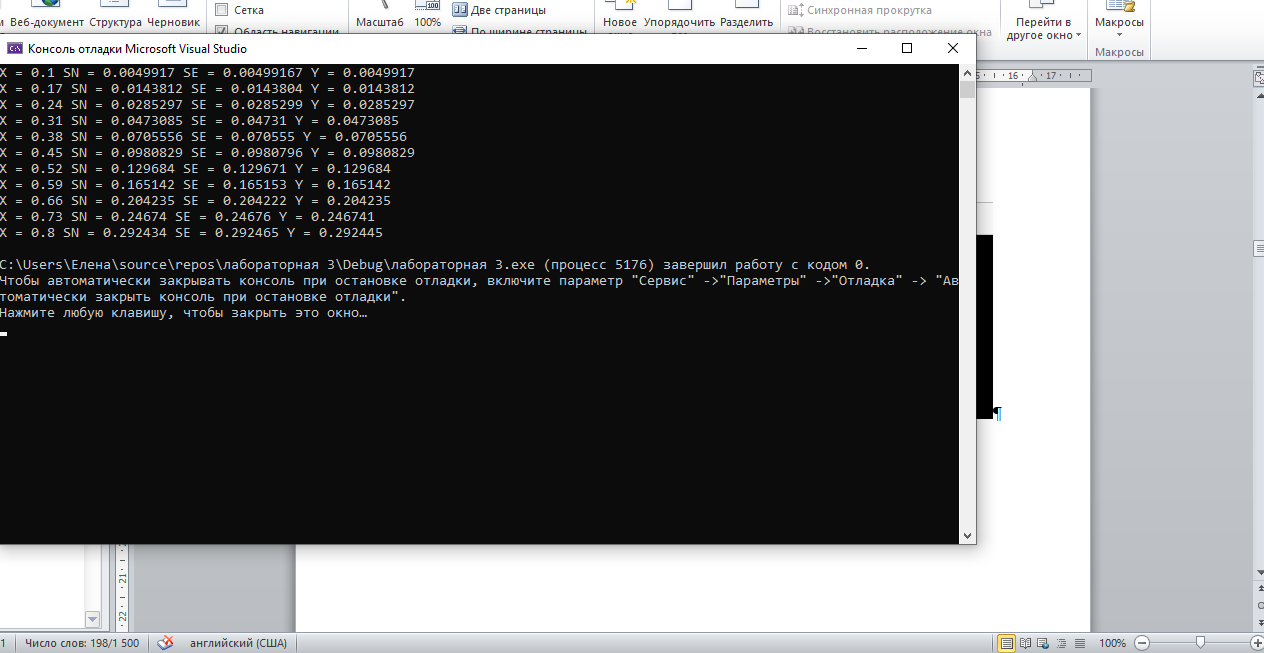 Веб-документ Структура Черновик
Сетка
Область навигации
Масштаб 100%
Две страницы
По ширине страницы
Новое Упорядочить Разделить
Синхронная прокрутка
Восстановить расположение окна
Перейти в
другое окно
Макросы
Макросы
Консоль отладки Microsoft Visual Studio
X = 0.1 SN = 0.0049917 SE = 0.00499167 Y = 0.0049917
X = 0.17 SN = 0.0143812 SE = 0.0143804 Y = 0.0143812
X = 0.24 SN = 0.0285297 SE = 0.0285299 Y = 0.0285297
X = 0.31 SN = 0.0473085 SE = 0.04731 Y = 0.0473085
X = 0.38 SN = 0.0705556 SE = 0.070555 Y = 0.0705556
X = 0.45 SN = 0.0980829 SE = 0.0980796 Y = 0.0980829
X = 0.52 SN = 0.129684 SE = 0.129671 Y = 0.129684
X = 0.59 SN = 0.165142 SE = 0.165153 Y = 0.165142
X = 0.66 SN = 0.204235 SE = 0.204222 Y = 0.204235
X = 0.73 SN = 0.24674 SE = 0.24676 Y = 0.246741
X = 0.8 SN = 0.292434 SE = 0.292465 Y = 0.292445
C:\Users\Елена\source\repos\лабораторная 3\Debug\лабораторная 3.exe (процесс 5176) завершил работу с кодом 0.
Чтобы автоматически закрывать консоль при остановке отладки, включите параметр "Сервис" ->"Параметры" ->"Отладка" -> "Ав
томатически закрыть консоль при остановке отладки".
Нажмите любую клавишу, чтобы закрыть это окно…
16 17
21
22
Число слов: 198/1 500 английский (США) 100%